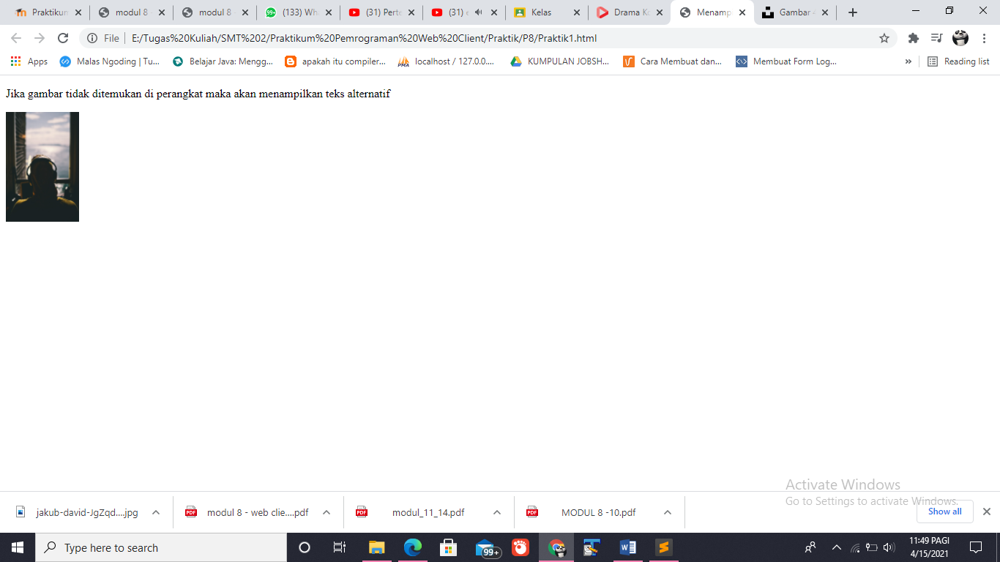 Praktikun
modul 8
modul 8
(133) Wha
(31) Perte
(31) e
Kelas
Drama Ko
Menamp
Gambar 4
File
E:/Tugas%20Kuliah/SMT%202/Praktikum%20Pemrograman%20Web%20Client/Praktik/P8/Praktik1.html
Apps
Malas Ngoding | Tu...
Belajar Java: Mengg...
apakah itu compiler...
localhost / 127.0.0....
KUMPULAN JOBSH...
Cara Membuat dan...
Membuat Form Log...
»
Reading list
Jika gambar tidak ditemukan di perangkat maka akan menampilkan teks alternatif
Activate Windows
Go to Settings to activate Windows.
jakub-david-JgZqd....jpg
modul 8 - web clie....pdf
modul_11_14.pdf
MODUL 8 -10.pdf
Show all
Type here to search
99+
11:49 PAGI
4/15/2021